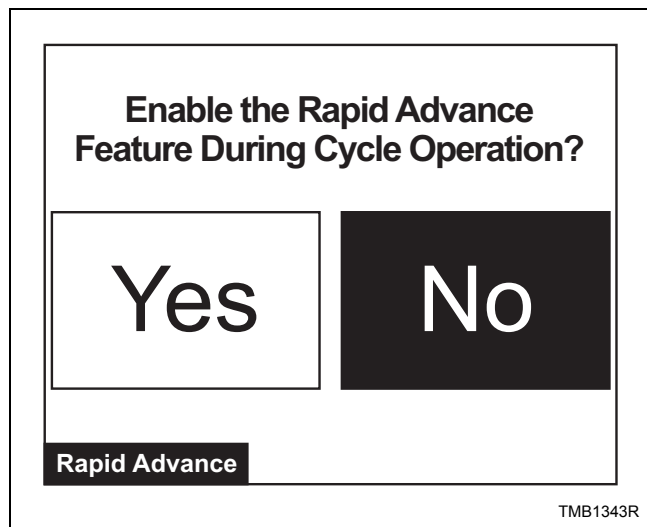 Enable the Rapid Advance
Feature During Cycle Operation?
Yes No
Rapid Advance
TMB1343R